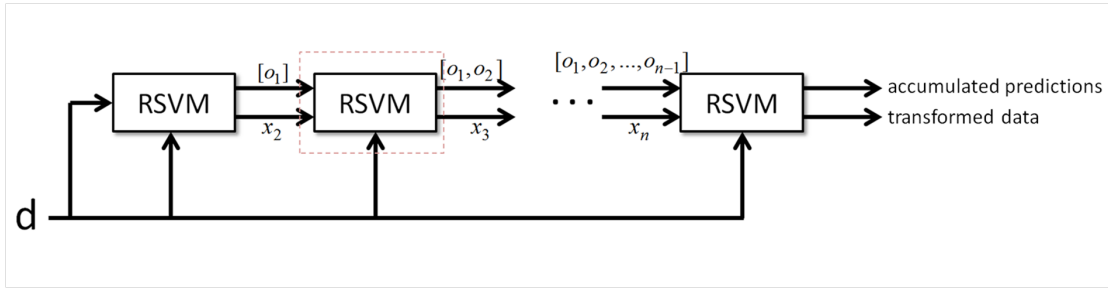 [o₁]
[o₁,o₂]
[o₁,o₂,...,oₙ₋₁]
RSVM
RSVM
...
RSVM
accumulated predictions
transformed data
x₂
x₃
xₙ
d